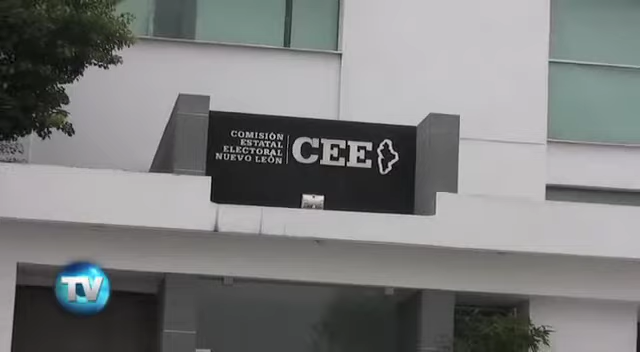 COMISIÓN
ESTATAL
ELECTORAL
NUEVO LEÓN
CEE
TV